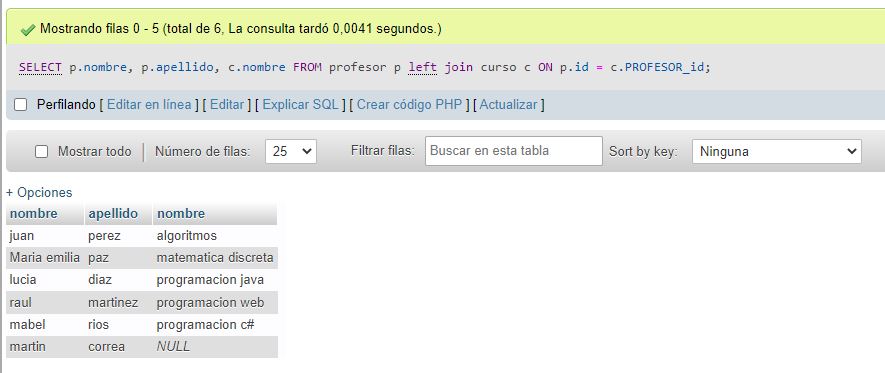 Mostrando filas 0 - 5 (total de 6, La consulta tardó 0,0041 segundos.)
SELECT p.nombre, p.apellido, c.nombre FROM profesor p left join curso c ON p.id = c.PROFESOR_id;
Perfilando [ Editar en línea ] [ Editar ] [ Explicar SQL ] [ Crear código PHP ] [ Actualizar ]
Mostrar todo | Número de filas: 25 Filtrar filas: Buscar en esta tabla Sort by key: Ninguna
+ Opciones
nombre apellido nombre
juan perez algoritmos
Maria emilia paz matematica discreta
lucia diaz programacion java
raul martinez programacion web
mabel rios programacion c#
martin correa NULL